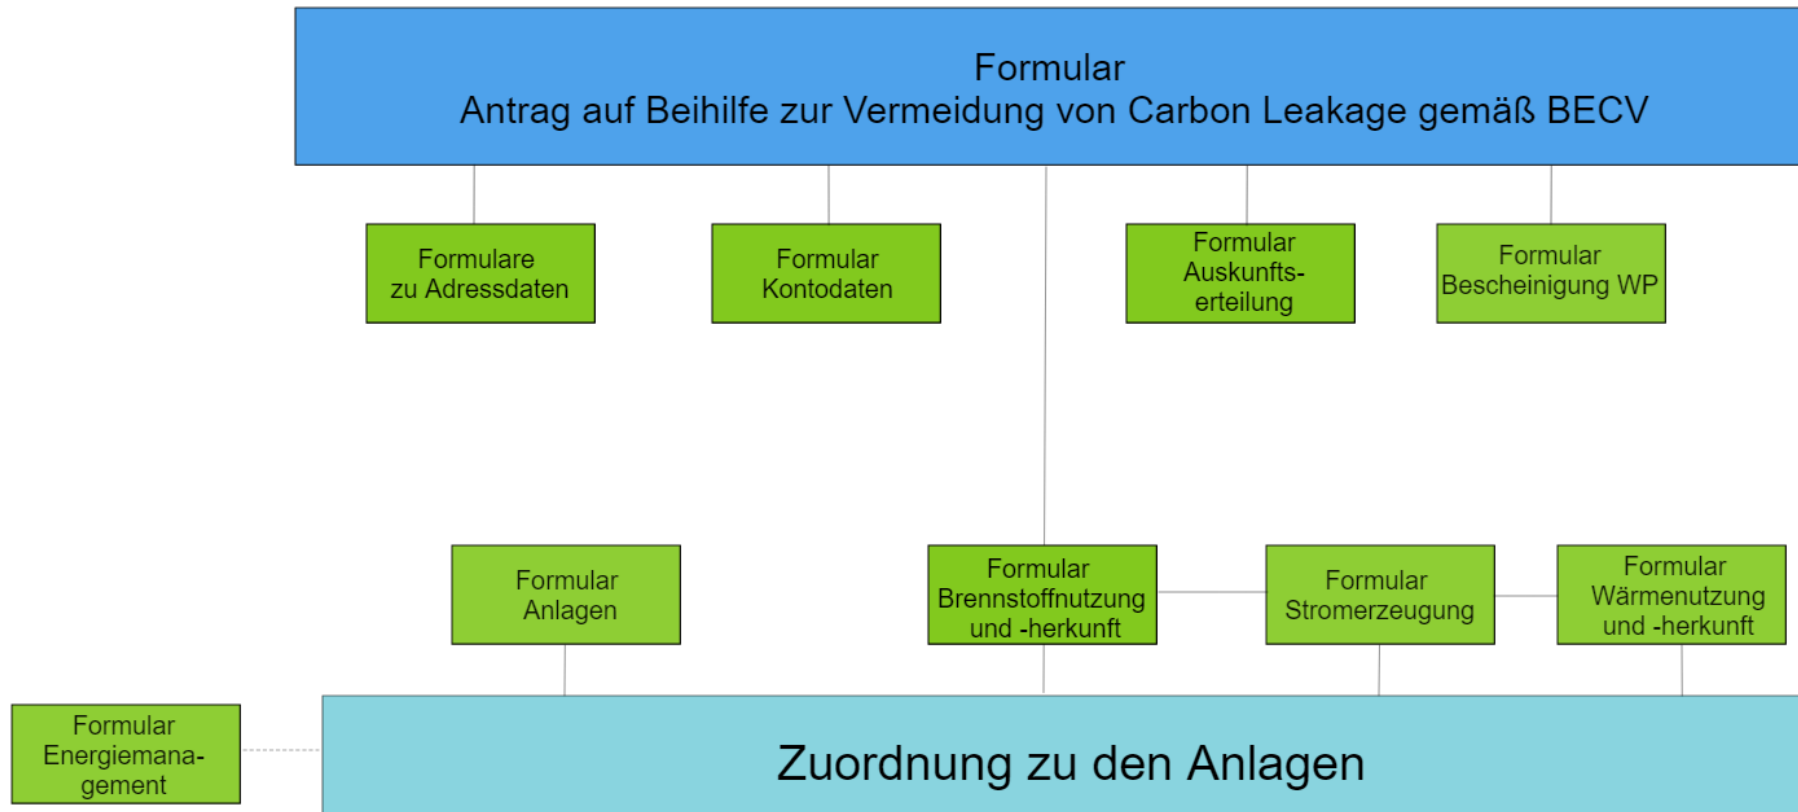 Formular
Antrag auf Beihilfe zur Vermeidung von Carbon Leakage gemäß BECV
Formulare
zu Adressdaten
Formular
Kontodaten
Formular
Auskunfts-
erteilung
Formular
Bescheinigung WP
Formular
Anlagen
Formular
Brennstoffnutzung
und -herkunft
Formular
Stromerzeugung
Formular
Wärmenutzung
und -herkunft
Formular
Energiemana-
gement
Zuordnung zu den Anlagen